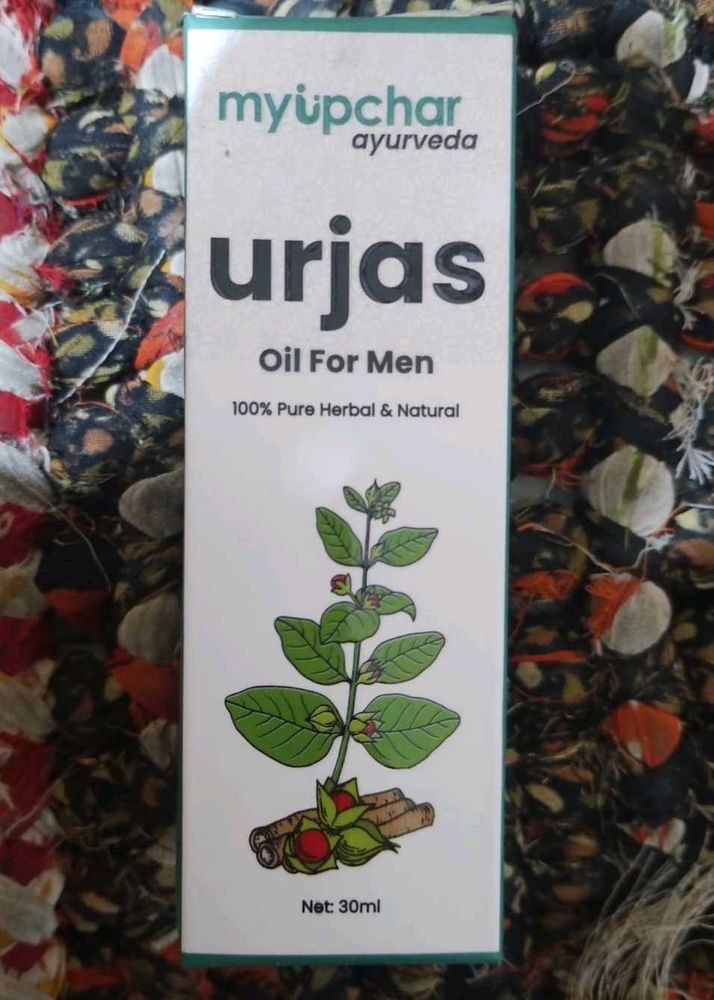 myUpchar
ayurveda
urjas
Oil For Men
100% Pure Herbal & Natural
Net: 30ml